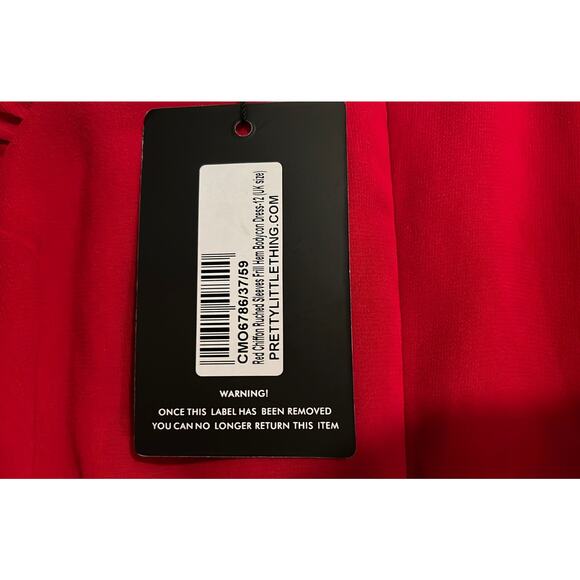 CMO6786/37/59
Red Chiffon Ruched Sleeves Frill Hem Bodycon Dress-12 (UK size)
PRETTYLITTLETHING.COM
WARNING!
ONCE THIS LABEL HAS BEEN REMOVED
YOU CAN NO LONGER RETURN THIS ITEM